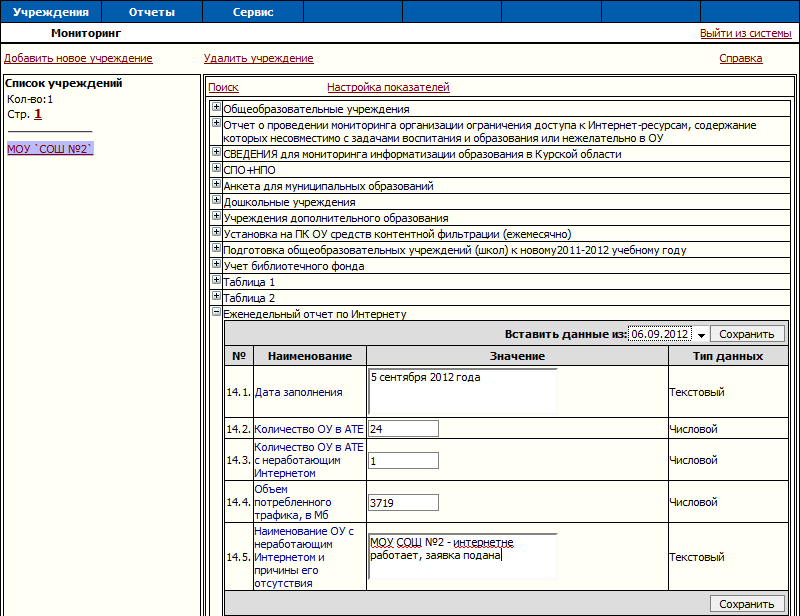 Учреждения Отчеты Сервис
Мониторинг Выйти из системы
Добавить новое учреждение Удалить учреждение Справка
Список учреждений
Кол-во:1
Стр. 1
МОУ `СОШ №2`
Поиск Настройка показателей
Общеобразовательные учреждения
Отчет о проведении мониторинга организации ограничения доступа к Интернет-ресурсам, содержание
которых несовместимо с задачами воспитания и образования или нежелательно в ОУ
СВЕДЕНИЯ для мониторинга информатизации образования в Курской области
СПО+НПО
Анкета для муниципальных образований
Дошкольные учреждения
Учреждения дополнительного образования
Установка на ПК ОУ средств контентной фильтрации (ежемесячно)
Подготовка общеобразовательных учреждений (школ) к новому2011-2012 учебному году
Учет библиотечного фонда
Таблица 1
Таблица 2
Еженедельный отчет по Интернету
Вставить данные из: 06.09.2012 Сохранить
№ Наименование Значение Тип данных
14.1. Дата заполнения 5 сентября 2012 года Текстовый
14.2. Количество ОУ в АТЕ 24 Числовой
14.3. Количество ОУ в АТЕ
с неработающим
Интернетом 1 Числовой
14.4. Объем
потребленного
трафика, в Мб 3719 Числовой
14.5. Наименование ОУ с
неработающим
Интернетом и
причины его
отсутствия
МОУ СОШ №2 - интернетне
работает, заявка подана
Текстовый
Сохранить